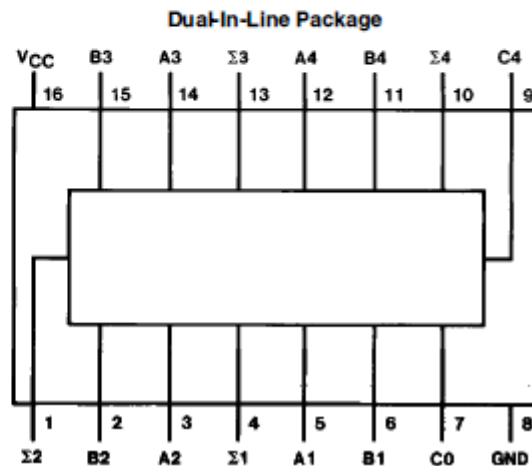 Dual-In-Line Package
VCC B3 A3 Σ3 A4 B4 Σ4 C4
16 15 14 13 12 11 10 9
1 2 3 4 5 6 7 8
Σ2 B2 A2 Σ1 A1 B1 C0 GND